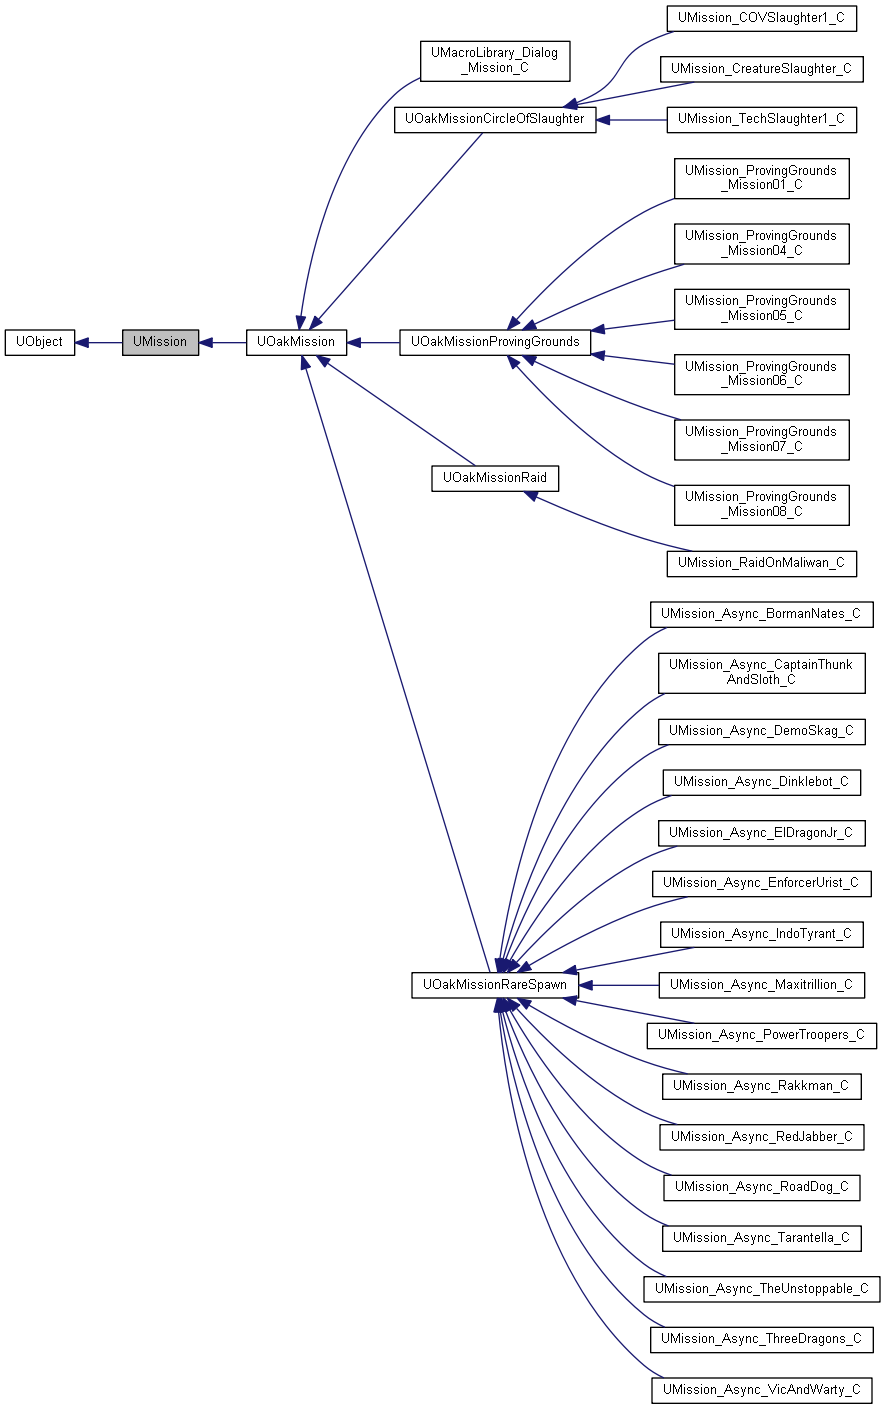 UMission_COVSlaughter1_C
UMacroLibrary_Dialog
_Mission_C
UMission_CreatureSlaughter_C
UOakMissionCircleOfSlaughter
UMission_TechSlaughter1_C
UMission_ProvingGrounds
_Mission01_C
UMission_ProvingGrounds
_Mission04_C
UMission_ProvingGrounds
_Mission05_C
UObject
UMission
UOakMission
UOakMissionProvingGrounds
UMission_ProvingGrounds
_Mission06_C
UMission_ProvingGrounds
_Mission07_C
UOakMissionRaid
UMission_ProvingGrounds
_Mission08_C
UMission_RaidOnMaliwan_C
UMission_Async_BormanNates_C
UMission_Async_CaptainThunk
AndSloth_C
UMission_Async_DemoSkag_C
UMission_Async_Dinklebot_C
UMission_Async_ElDragonJr_C
UMission_Async_EnforcerUrist_C
UMission_Async_IndoTyrant_C
UOakMissionRareSpawn
UMission_Async_Maxitrillion_C
UMission_Async_PowerTroopers_C
UMission_Async_Rakkman_C
UMission_Async_RedJabber_C
UMission_Async_RoadDog_C
UMission_Async_Tarantella_C
UMission_Async_TheUnstoppable_C
UMission_Async_ThreeDragons_C
UMission_Async_VicAndWarty_C